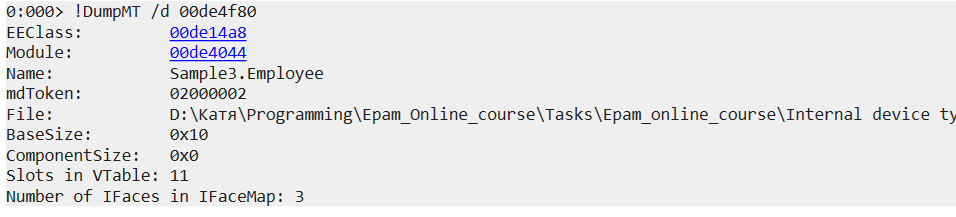 0:000> !DumpMT /d 00de4f80
EEClass:         00de14a8
Module:          00de4044
Name:            Sample3.Employee
mdToken:         02000002
File:            D:\Катя\Programming\Epam_Online_course\Tasks\Epam_online_course\Internal device ty
BaseSize:        0x10
ComponentSize:   0x0
Slots in VTable: 11
Number of IFaces in IFaceMap: 3